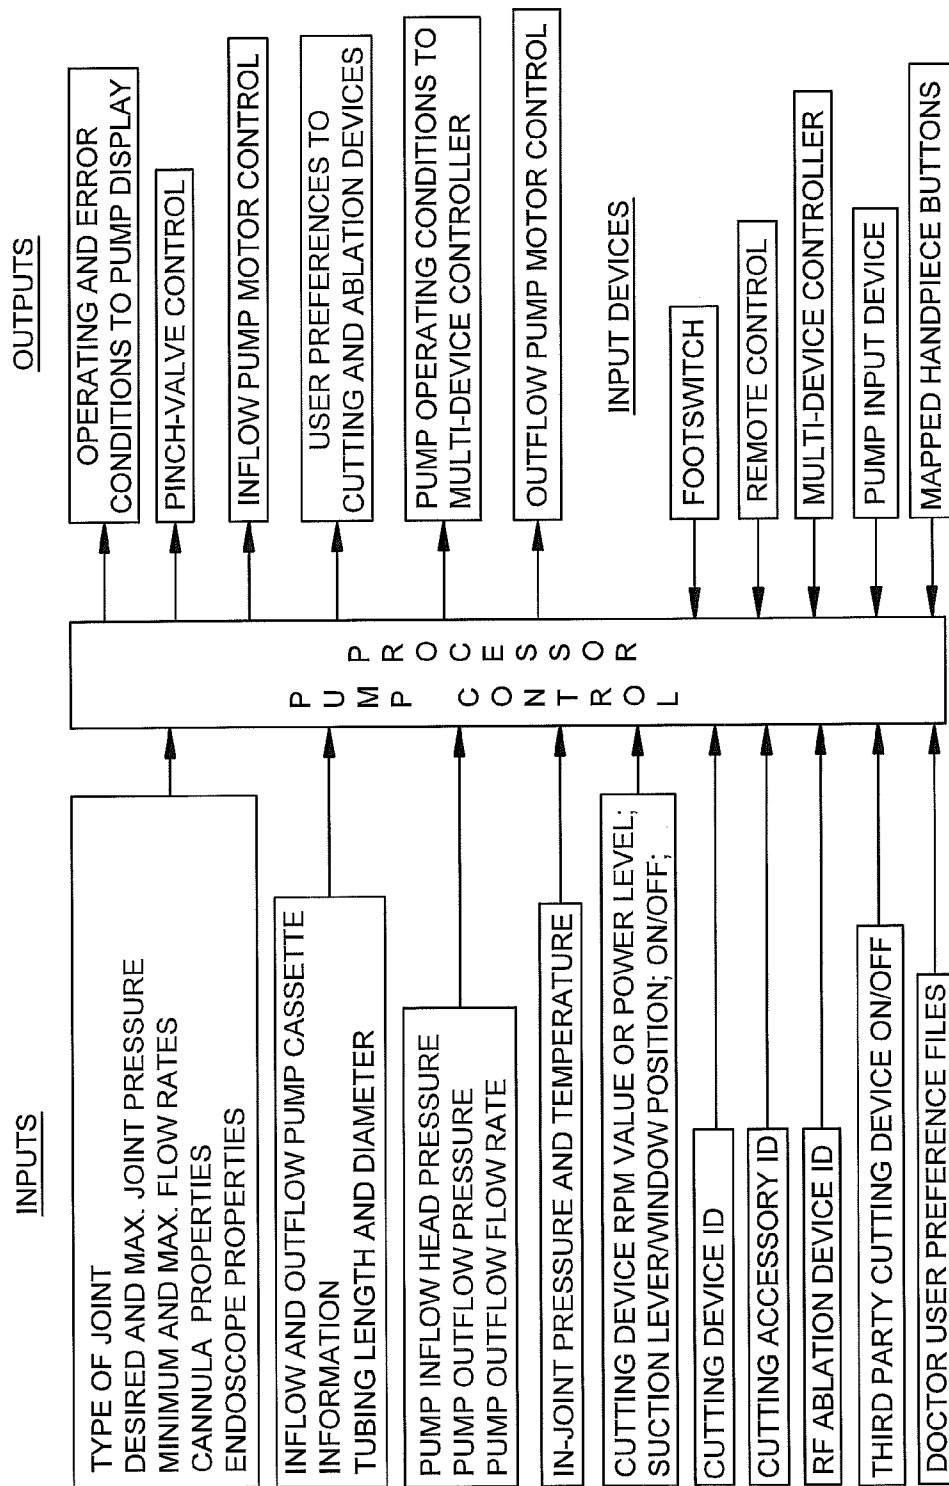 INPUTS
TYPE OF JOINT
DESIRED AND MAX. JOINT PRESSURE
MINIMUM AND MAX. FLOW RATES
CANNULA PROPERTIES
ENDOSCOPE PROPERTIES
INFLOW AND OUTFLOW PUMP CASSETTE
INFORMATION
TUBING LENGTH AND DIAMETER
PUMP INFLOW HEAD PRESSURE
PUMP OUTFLOW PRESSURE
PUMP OUTFLOW FLOW RATE
IN-JOINT PRESSURE AND TEMPERATURE
CUTTING DEVICE RPM VALUE OR POWER LEVEL;
SUCTION LEVER/WINDOW POSITION; ON/OFF;
CUTTING DEVICE ID
CUTTING ACCESSORY ID
RF ABLATION DEVICE ID
THIRD PARTY CUTTING DEVICE ON/OFF
DOCTOR USER PREFERENCE FILES
PUMP CONTROL
PROCESSOR
OUTPUTS
OPERATING AND ERROR
CONDITIONS TO PUMP DISPLAY
PINCH-VALVE CONTROL
INFLOW PUMP MOTOR CONTROL
USER PREFERENCES TO
CUTTING AND ABLATION DEVICES
PUMP OPERATING CONDITIONS TO
MULTI-DEVICE CONTROLLER
OUTFLOW PUMP MOTOR CONTROL
INPUT DEVICES
FOOTSWITCH
REMOTE CONTROL
MULTI-DEVICE CONTROLLER
PUMP INPUT DEVICE
MAPPED HANDPIECE BUTTONS